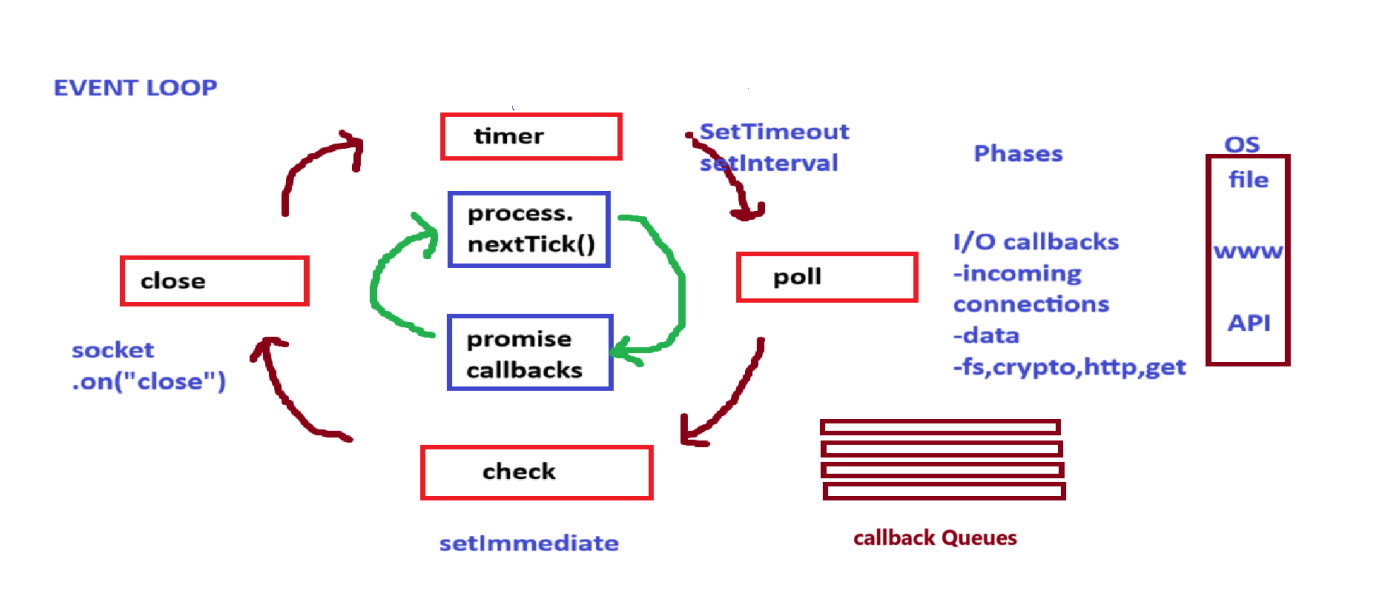 EVENT LOOP
timer
SetTimeout
setInterval
Phases
OS
file
www
API
process.
nextTick()
close
poll
I/O callbacks
-incoming
connections
-data
-fs,crypto,http,get
promise
callbacks
socket
.on("close")
check
setImmediate
callback Queues